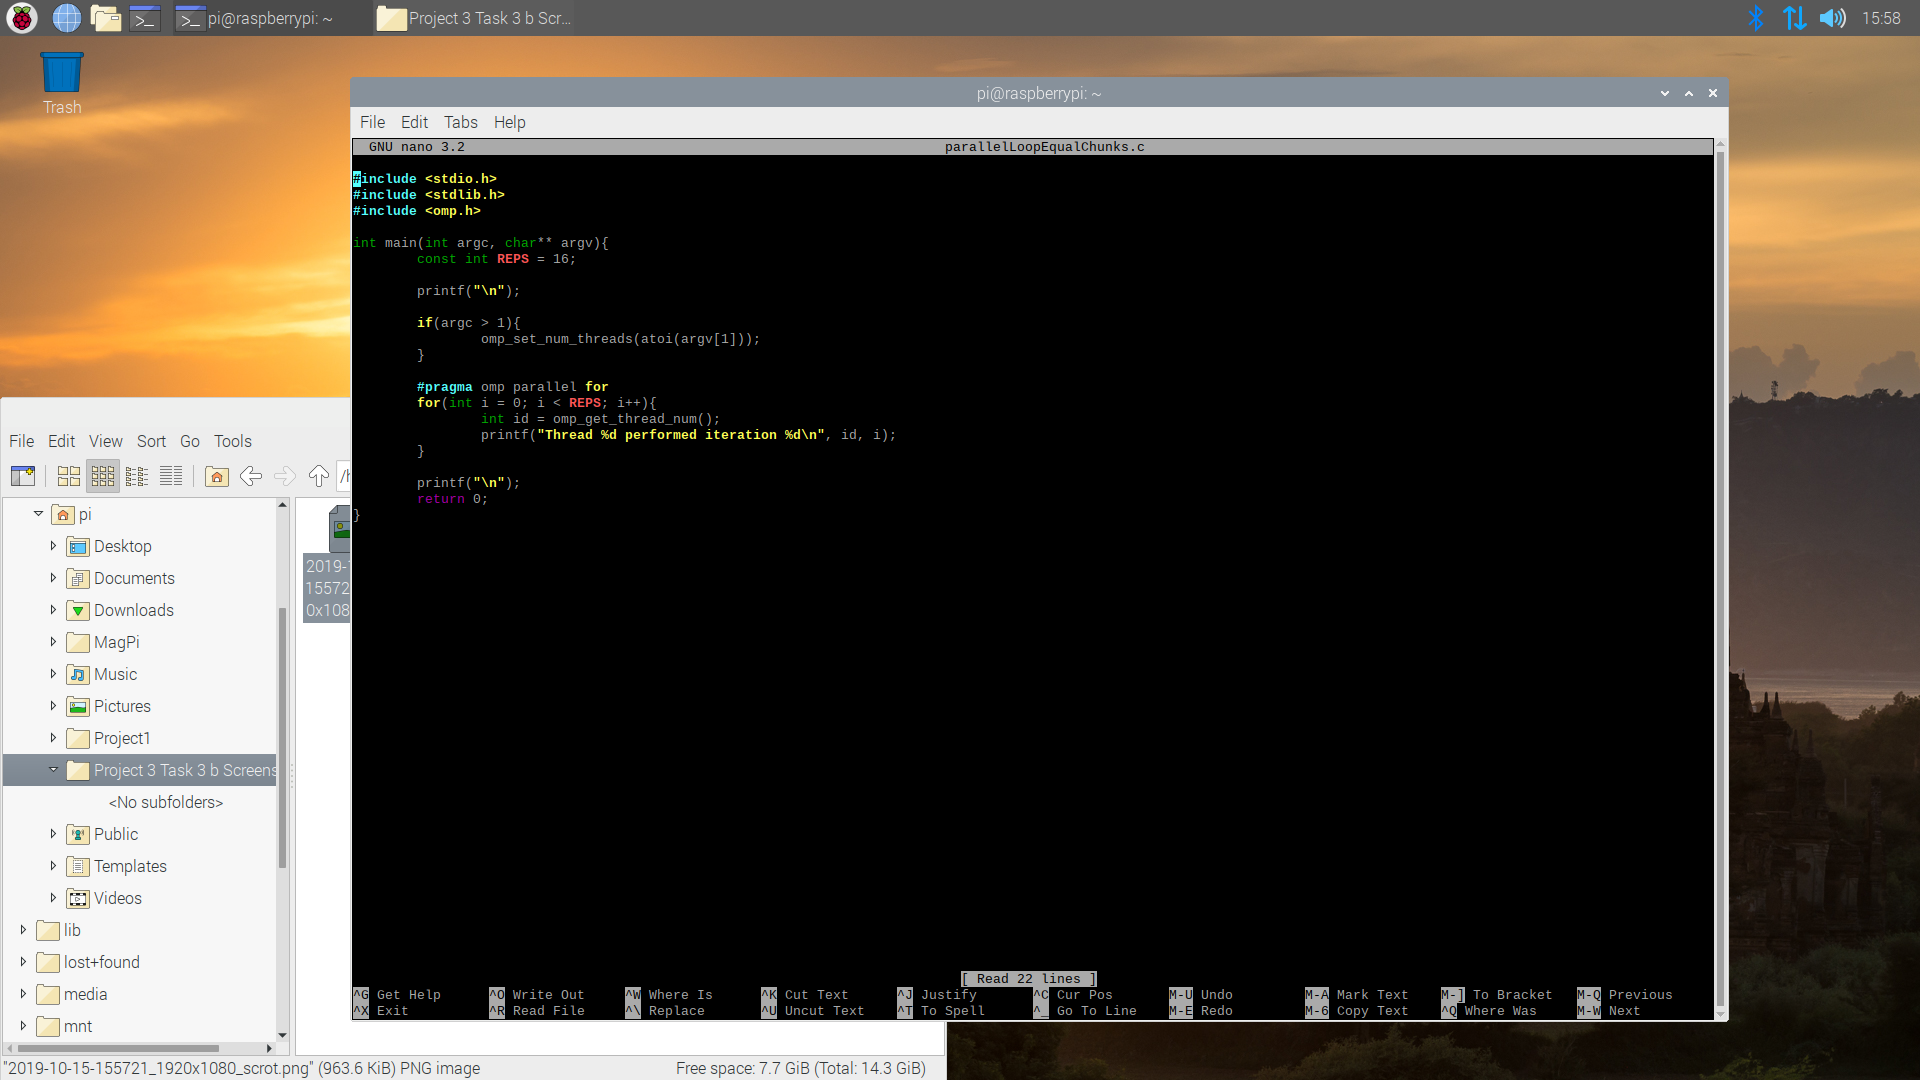 pi@raspberrypi: ~
Project 3 Task 3 b Scr...
15:58
Trash
pi@raspberrypi: ~
File Edit Tabs Help
GNU nano 3.2 parallelLoopEqualChunks.c
#include <stdio.h>
#include <stdlib.h>
#include <omp.h>
int main(int argc, char** argv){
const int REPS = 16;
printf("\n");
if(argc > 1){
omp_set_num_threads(atoi(argv[1]));
}
#pragma omp parallel for
for(int i = 0; i < REPS; i++){
int id = omp_get_thread_num();
printf("Thread %d performed iteration %d\n", id, i);
}
printf("\n");
return 0;
}
[ Read 22 lines ]
^G Get Help ^O Write Out ^W Where Is ^K Cut Text ^J Justify ^C Cur Pos M-U Undo M-A Mark Text M-] To Bracket M-Q Previous
^X Exit ^R Read File ^\ Replace ^U Uncut Text ^T To Spell ^_ Go To Line M-E Redo M-6 Copy Text ^Q Where Was M-W Next
File Edit View Sort Go Tools
pi
Desktop
Documents
Downloads
MagPi
Music
Pictures
Project1
Project 3 Task 3 b Screens
<No subfolders>
Public
Templates
Videos
lib
lost+found
media
mnt
2019-
15572
0x108
"2019-10-15-155721_1920x1080_scrot.png" (963.6 KiB) PNG image
Free space: 7.7 GiB (Total: 14.3 GiB)